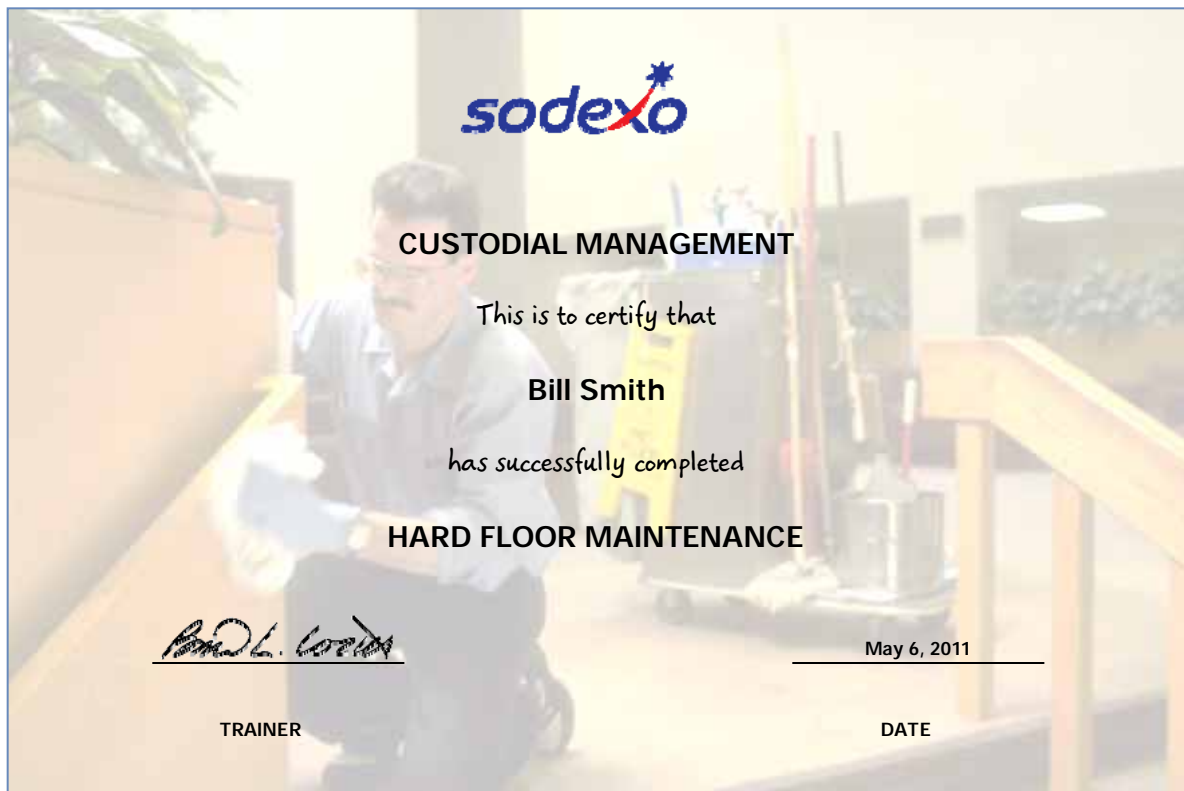 sodexo
CUSTODIAL MANAGEMENT
This is to certify that
Bill Smith
has successfully completed
HARD FLOOR MAINTENANCE
May 6, 2011
TRAINER
DATE